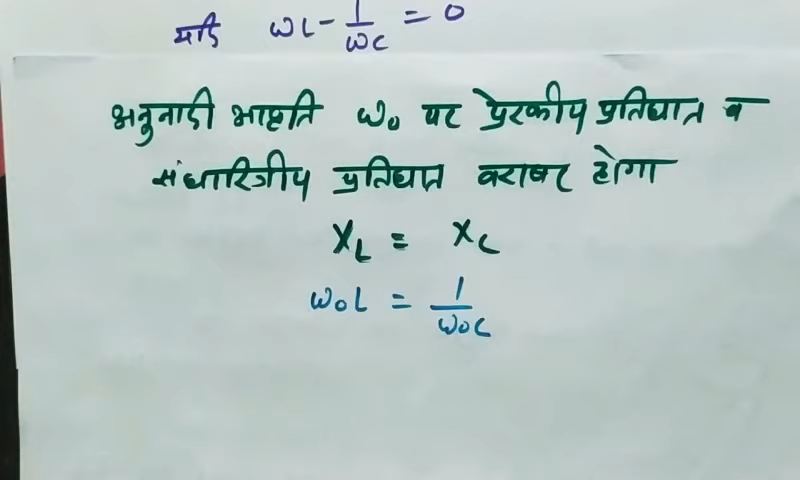 यदि ωL - 1/ωC = 0
अनुनादी आवृति ω₀ पर प्रेरकीय प्रतिघात व
संधारित्रीय प्रतिघात बराबर होगा
X_L = X_C
ω₀L = 1/ω₀C